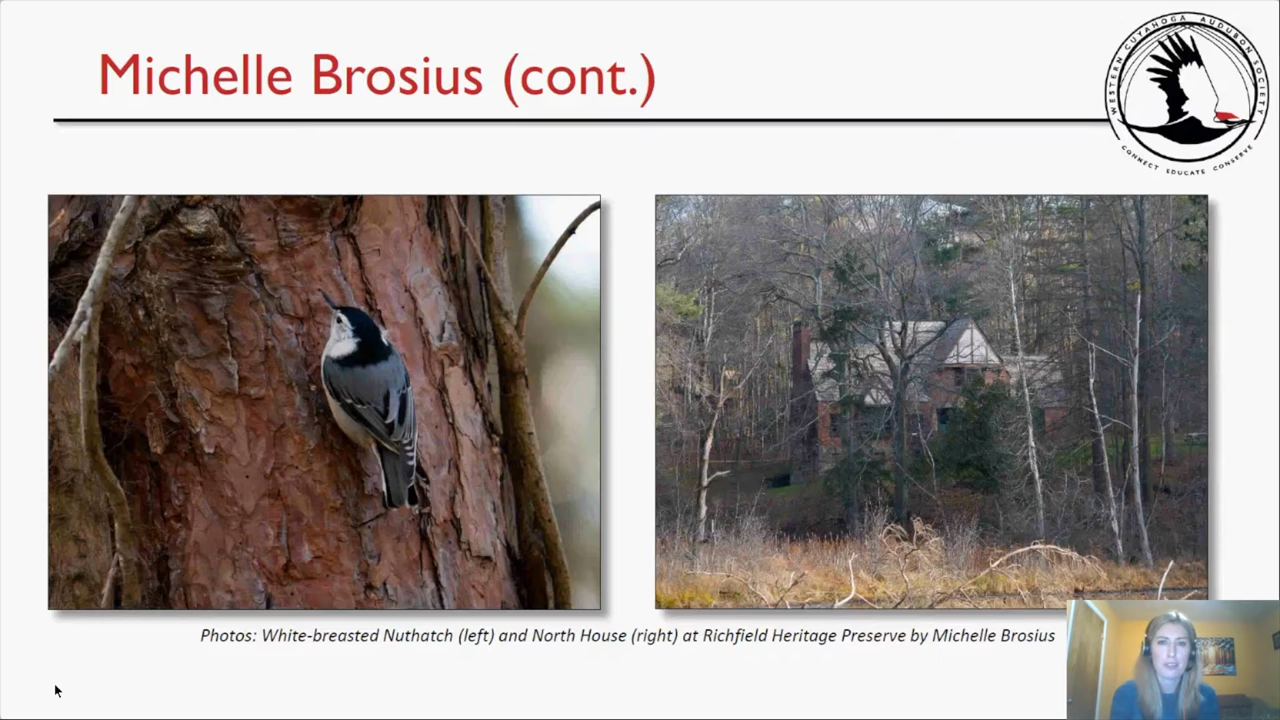 Michelle Brosius (cont.)
WESTERN CUYAHOGA AUDUBON SOCIETY
CONNECT EDUCATE CONSERVE
Photos: White-breasted Nuthatch (left) and North House (right) at Richfield Heritage Preserve by Michelle Brosius